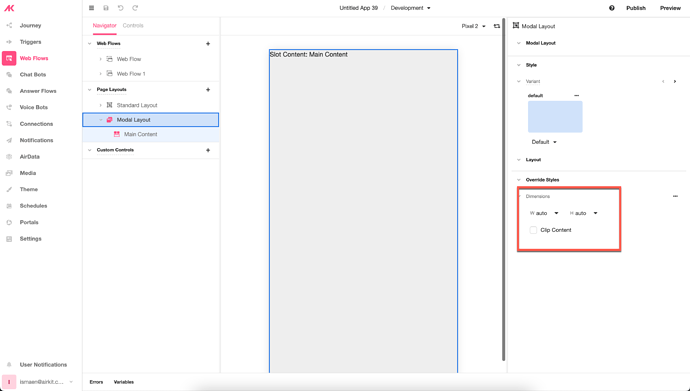 Untitled App 39 / Development
Publish
Preview
Journey
Triggers
Web Flows
Chat Bots
Answer Flows
Voice Bots
Connections
Notifications
AirData
Media
Theme
Schedules
Portals
Settings
User Notifications
I
Navigator
Controls
Web Flows
Web Flow
Web Flow 1
Page Layouts
Standard Layout
Modal Layout
Main Content
Custom Controls
Errors
Variables
Pixel 2
Slot Content: Main Content
Modal Layout
Modal Layout
Style
Variant
default
Default
Layout
Override Styles
Dimensions
W auto
H auto
Clip Content